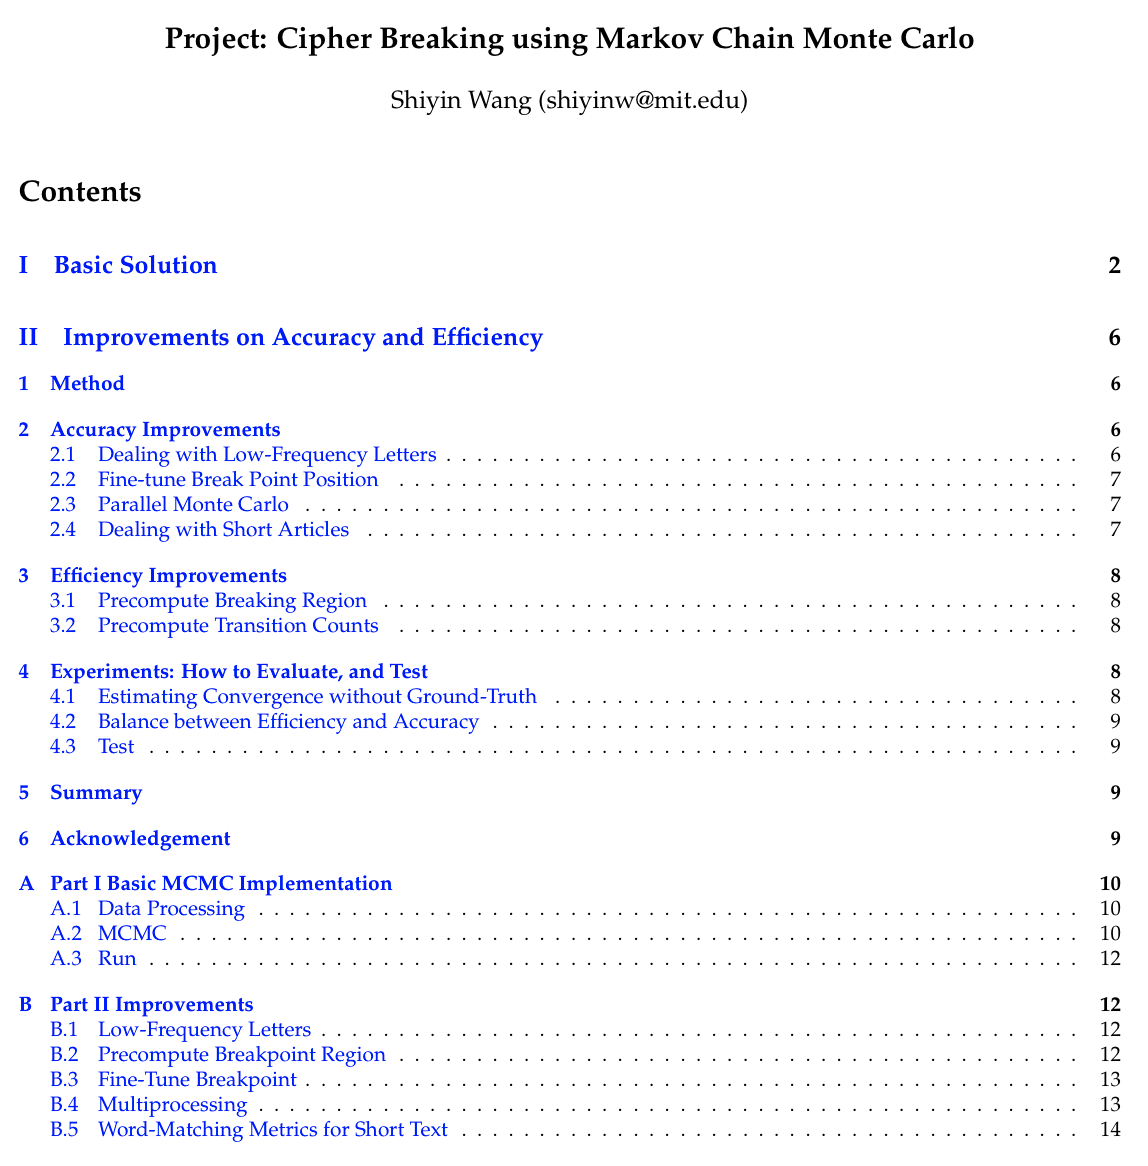 Project: Cipher Breaking using Markov Chain Monte Carlo
Shiyin Wang (shiyinw@mit.edu)
Contents
I Basic Solution 2
II Improvements on Accuracy and Efficiency 6
1 Method 6
2 Accuracy Improvements 6
2.1 Dealing with Low-Frequency Letters . . . . . . . . . . . . . . . . . . . . . . . . . . . . . . . . . . . . . . . . . 6
2.2 Fine-tune Break Point Position . . . . . . . . . . . . . . . . . . . . . . . . . . . . . . . . . . . . . . . . . . . . 7
2.3 Parallel Monte Carlo . . . . . . . . . . . . . . . . . . . . . . . . . . . . . . . . . . . . . . . . . . . . . . . . . . 7
2.4 Dealing with Short Articles . . . . . . . . . . . . . . . . . . . . . . . . . . . . . . . . . . . . . . . . . . . . . . 7
3 Efficiency Improvements 8
3.1 Precompute Breaking Region . . . . . . . . . . . . . . . . . . . . . . . . . . . . . . . . . . . . . . . . . . . . . 8
3.2 Precompute Transition Counts . . . . . . . . . . . . . . . . . . . . . . . . . . . . . . . . . . . . . . . . . . . . 8
4 Experiments: How to Evaluate, and Test 8
4.1 Estimating Convergence without Ground-Truth . . . . . . . . . . . . . . . . . . . . . . . . . . . . . . . . . . 8
4.2 Balance between Efficiency and Accuracy . . . . . . . . . . . . . . . . . . . . . . . . . . . . . . . . . . . . . . 9
4.3 Test . . . . . . . . . . . . . . . . . . . . . . . . . . . . . . . . . . . . . . . . . . . . . . . . . . . . . . . . . . . . 9
5 Summary 9
6 Acknowledgement 9
A Part I Basic MCMC Implementation 10
A.1 Data Processing . . . . . . . . . . . . . . . . . . . . . . . . . . . . . . . . . . . . . . . . . . . . . . . . . . . . . 10
A.2 MCMC . . . . . . . . . . . . . . . . . . . . . . . . . . . . . . . . . . . . . . . . . . . . . . . . . . . . . . . . . . 10
A.3 Run . . . . . . . . . . . . . . . . . . . . . . . . . . . . . . . . . . . . . . . . . . . . . . . . . . . . . . . . . . . . 12
B Part II Improvements 12
B.1 Low-Frequency Letters . . . . . . . . . . . . . . . . . . . . . . . . . . . . . . . . . . . . . . . . . . . . . . . . . 12
B.2 Precompute Breakpoint Region . . . . . . . . . . . . . . . . . . . . . . . . . . . . . . . . . . . . . . . . . . . . 12
B.3 Fine-Tune Breakpoint . . . . . . . . . . . . . . . . . . . . . . . . . . . . . . . . . . . . . . . . . . . . . . . . . . 13
B.4 Multiprocessing . . . . . . . . . . . . . . . . . . . . . . . . . . . . . . . . . . . . . . . . . . . . . . . . . . . . . 13
B.5 Word-Matching Metrics for Short Text . . . . . . . . . . . . . . . . . . . . . . . . . . . . . . . . . . . . . . . . 14